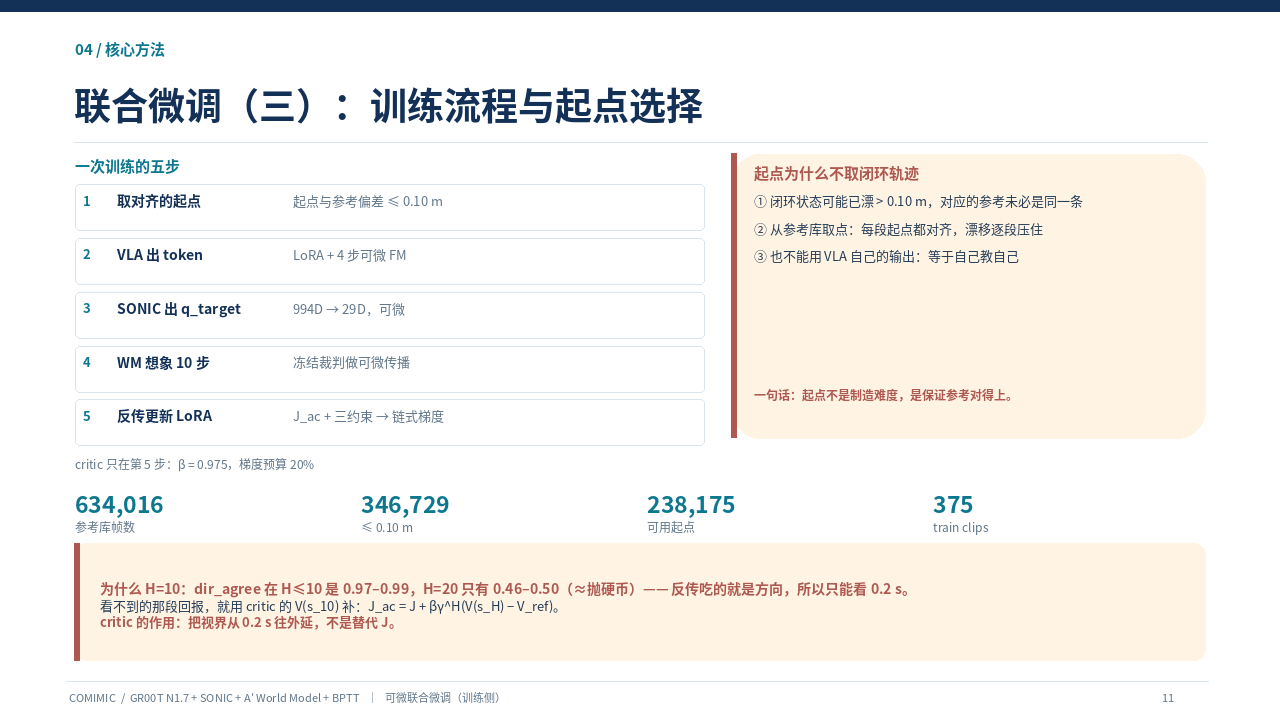 04 / 核心方法
联合微调（三）：训练流程与起点选择
一次训练的五步
1 取对齐的起点 起点与参考偏差 ≤ 0.10 m
2 VLA 出 token LoRA + 4 步可微 FM
3 SONIC 出 q_target 994D → 29D，可微
4 WM 想象 10 步 冻结裁判做可微传播
5 反传更新 LoRA J_ac + 三约束 → 链式梯度
critic 只在第 5 步：β = 0.975，梯度预算 20%
起点为什么不取闭环轨迹
① 闭环状态可能已漂 > 0.10 m，对应的参考未必是同一条
② 从参考库取点：每段起点都对齐，漂移逐段压住
③ 也不能用 VLA 自己的输出：等于自己教自己
一句话：起点不是制造难度，是保证参考对得上。
634,016 346,729 238,175 375
参考库帧数 ≤ 0.10 m 可用起点 train clips
为什么 H=10：dir_agree 在 H≤10 是 0.97–0.99，H=20 只有 0.46–0.50（≈抛硬币）—— 反传吃的就是方向，所以只能看 0.2 s。
看不到的那段回报，就用 critic 的 V(s_10) 补：J_ac = J + βγ^H(V(s_H) − V_ref)。
critic 的作用：把视界从 0.2 s 往外延，不是替代 J。
COMIMIC / GR00T N1.7 + SONIC + A' World Model + BPTT ｜ 可微联合微调（训练侧） 11